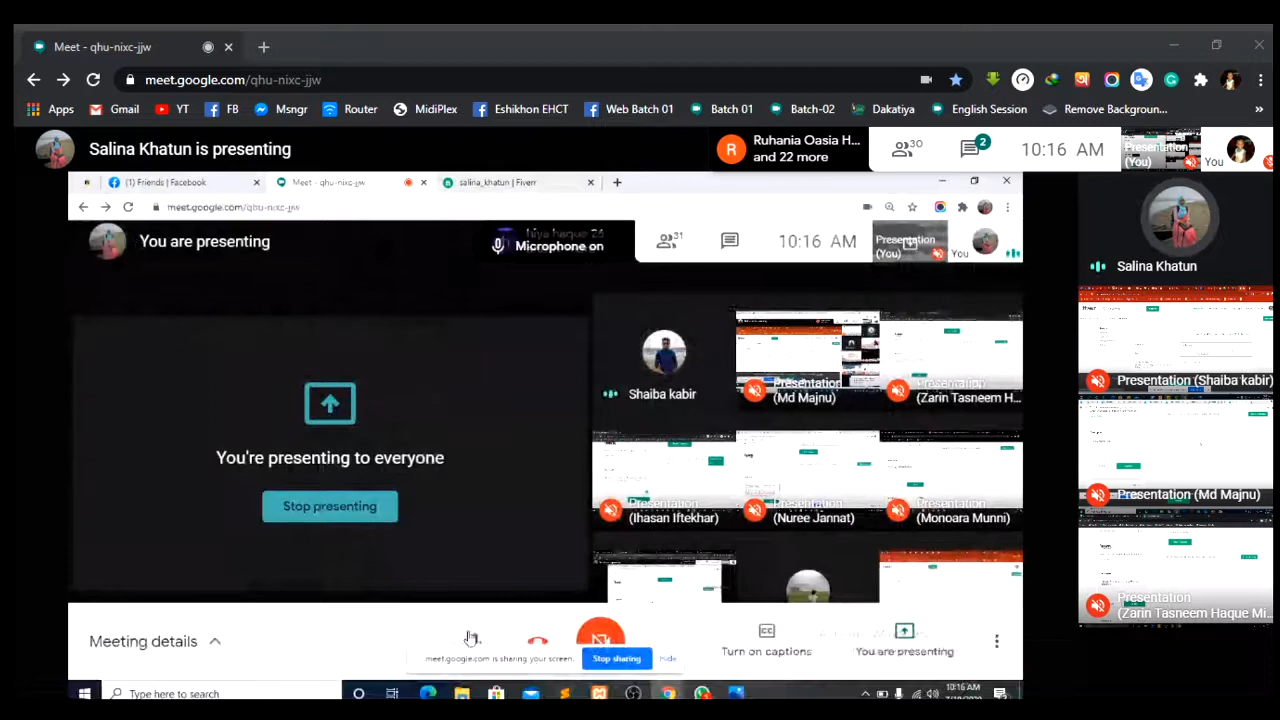 Meet - qhu-nixc-jjw
meet.google.com/qhu-nixc-jjw
Apps Gmail YT FB Msngr Router MidiPlex Eshikhon EHCT Web Batch 01 Batch 01 Batch-02 Dakatiya English Session Remove Backgroun... »
Salina Khatun is presenting
R
Ruhania Oasia H...
and 22 more
30
2
10:16 AM
Presentation
(You)
You
(1) Friends | Facebook
Meet - qhu-nixc-jjw
salina_khatun | Fiverr
meet.google.com/qhu-nixc-jjw
You are presenting
Microphone on
31
10:16 AM
Presentation
(You)
You
Salina Khatun
Shaiba kabir
Presentation
(Md Majnu)
Presentation
(Zarin Tasneem H...
Presentation (Shaiba kabir)
You're presenting to everyone
Stop presenting
Presentation
(Ihasan Iftekhar)
Presentation
(Nuree Jannat)
Presentation
(Monoara Munni)
Presentation (Md Majnu)
Presentation
(Zarin Tasneem Haque Mi...
Meeting details
meet.google.com is sharing your screen.
Stop sharing
Hide
Turn on captions
You are presenting
Type here to search
10:16 AM